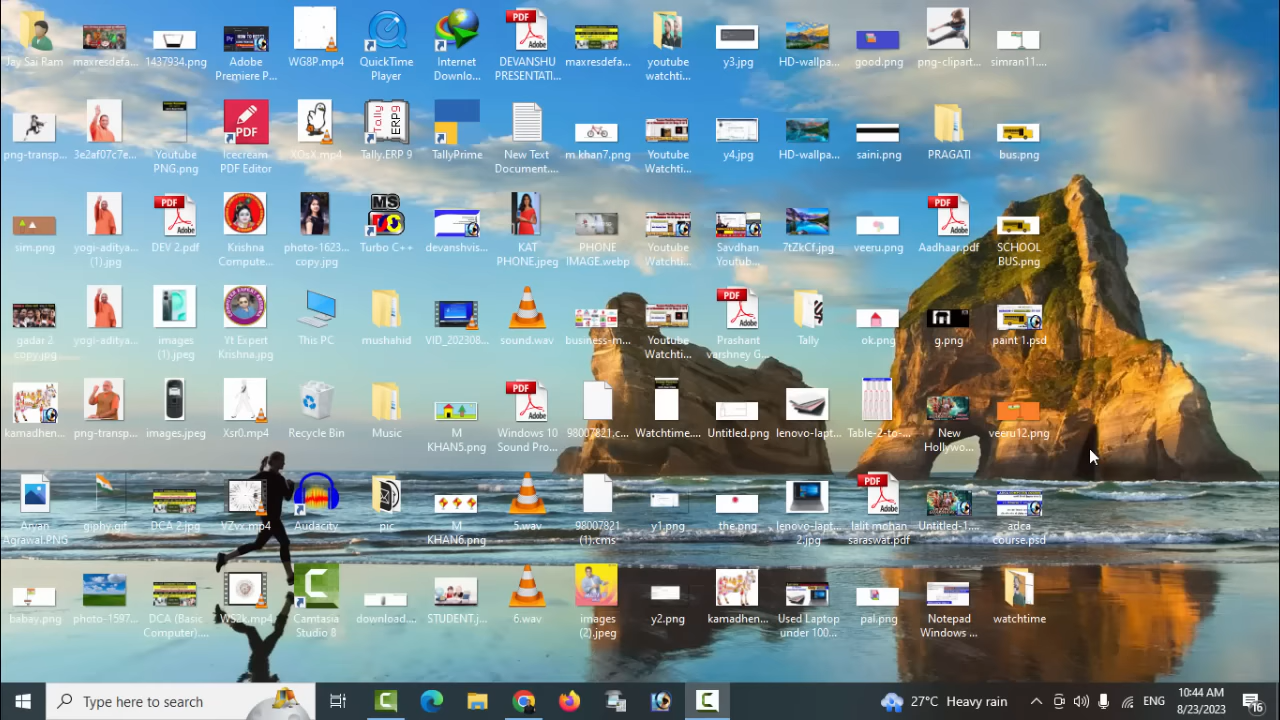 Jay Sai Ram
maxresdefa...
1437934.png
Adobe
Premiere P...
WG8P.mp4
QuickTime
Player
Internet
Downlo...
DEVANSHU
PRESENTATI...
maxresdefa...
youtube
watchti...
y3.jpg
HD-wallpa...
good.png
png-clipart...
simran11....
png-transp...
3e2af07c7e...
Youtube
PNG.png
Icecream
PDF Editor
XOsX.mp4
Tally.ERP 9
TallyPrime
New Text
Document....
m khan7.png
Youtube
Watchti...
y4.jpg
HD-wallpa...
saini.png
PRAGATI
bus.png
sim.png
yogi-aditya...
(1).jpg
DEV 2.pdf
Krishna
Compute...
photo-1623...
copy.jpg
Turbo C++
devanshvis...
KAT
PHONE.jpeg
PHONE
IMAGE.webp
Youtube
Watchti...
Savdhan
Youtub...
7tZkCf.jpg
veeru.png
Aadhaar.pdf
SCHOOL
BUS.png
gadar 2
copy.jpg
yogi-aditya...
images
(1).jpeg
Yt Expert
Krishna.jpg
This PC
mushahid
VID_202308...
sound.wav
business-m...
Youtube
Watchti...
Prashant
varshney G...
Tally
ok.png
g.png
paint 1.psd
kamadhen...
png-transp...
images.jpeg
Xsr0.mp4
Recycle Bin
Music
M
KHAN5.png
Windows 10
Sound Pro...
98007821.c...
Watchtime....
Untitled.png
lenovo-lapt...
Table-2-to-...
New
Hollywo...
veeru12.png
Aryan
Agrawal.PNG
giphy.gif
DCA 2.jpg
VZvx.mp4
Audacity
pic
M
KHAN6.png
5.wav
98007821
(1).cms
y1.png
the.png
lenovo-lapt...
2.jpg
lalit mohan
saraswat.pdf
Untitled-1....
adca
course.psd
babay.png
photo-1597...
DCA (Basic
Computer)....
WS2k.mp4
Camtasia
Studio 8
download....
STUDENT.j...
6.wav
images
(2).jpeg
y2.png
kamadhen...
Used Laptop
under 100...
pal.png
Notepad
Windows ...
watchtime
Type here to search
27°C Heavy rain
ENG
10:44 AM
8/23/2023
16